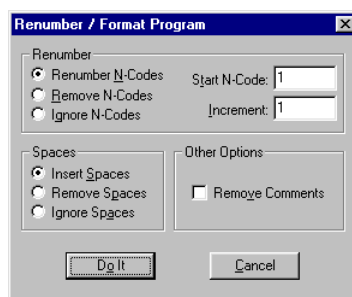 Renumber / Format Program
Renumber
Renumber N-Codes
Remove N-Codes
Ignore N-Codes
Start N-Code: 1
Increment: 1
Spaces
Insert Spaces
Remove Spaces
Ignore Spaces
Other Options
Remove Comments
Do It
Cancel